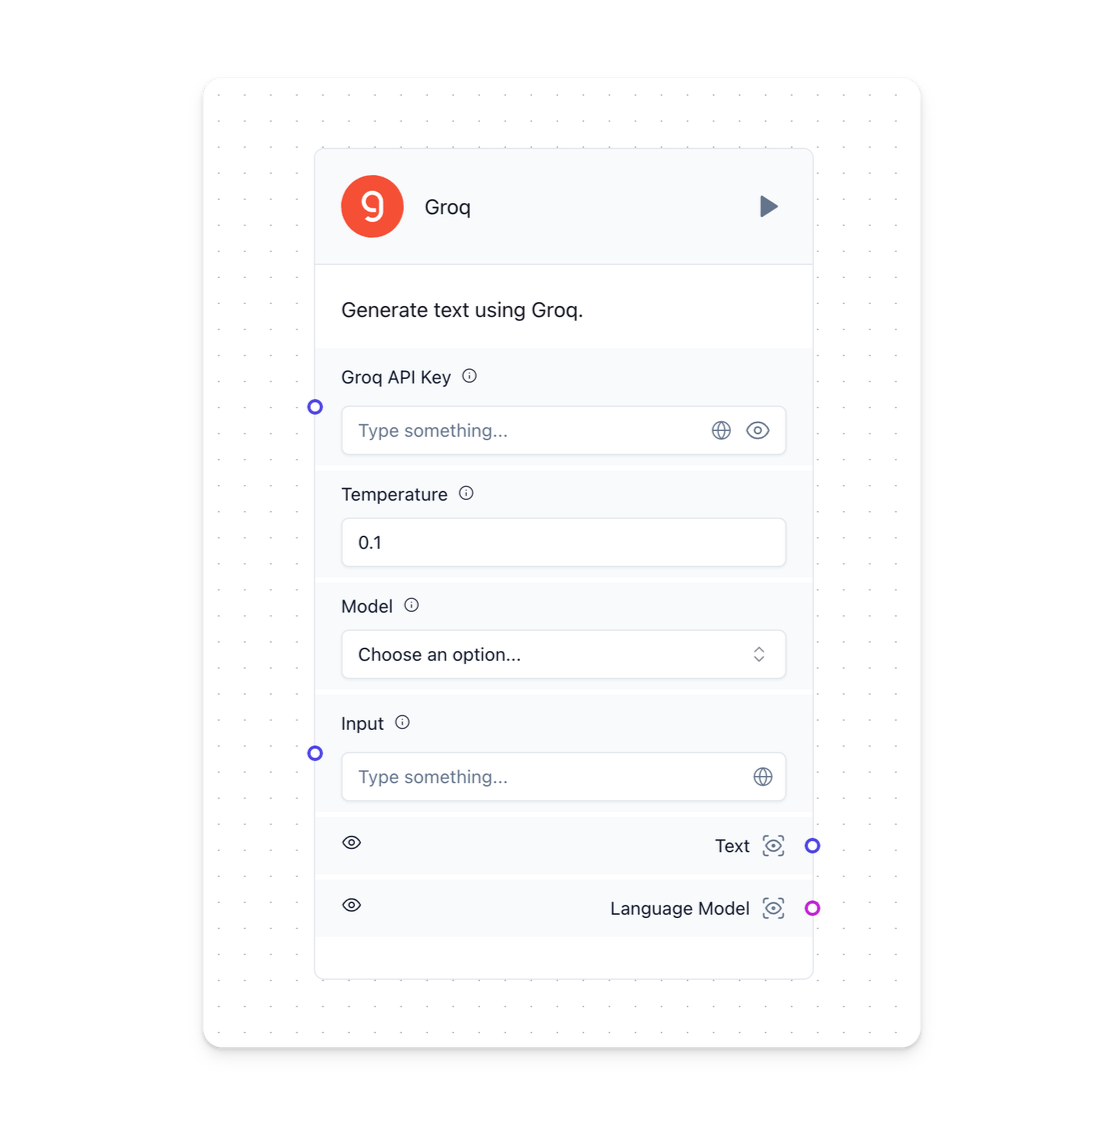 g
Groq
Generate text using Groq.
Groq API Key
Type something...
Temperature
0.1
Model
Choose an option...
Input
Type something...
Text
Language Model